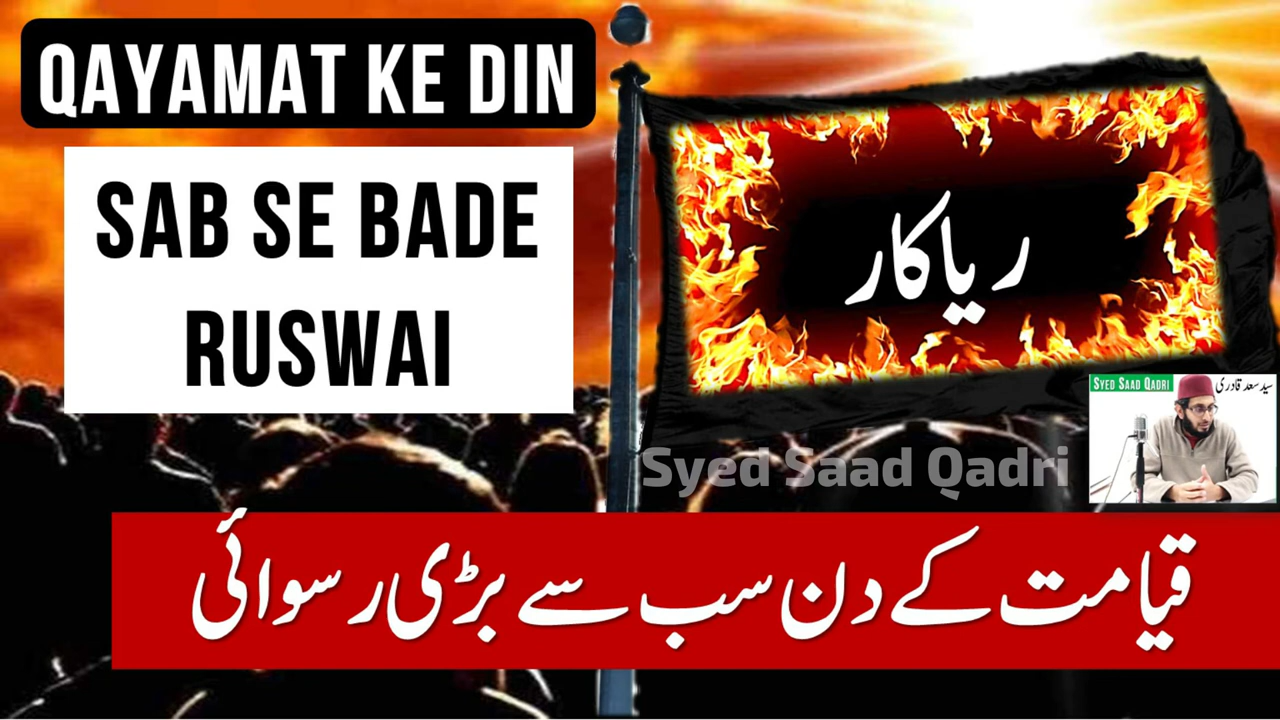 QAYAMAT KE DIN
SAB SE BADE
RUSWAI
ریاکار
SYED SAAD QADRI سید سعد قادری
Syed Saad Qadri
قیامت کے دن سب سے بڑی رسوائی